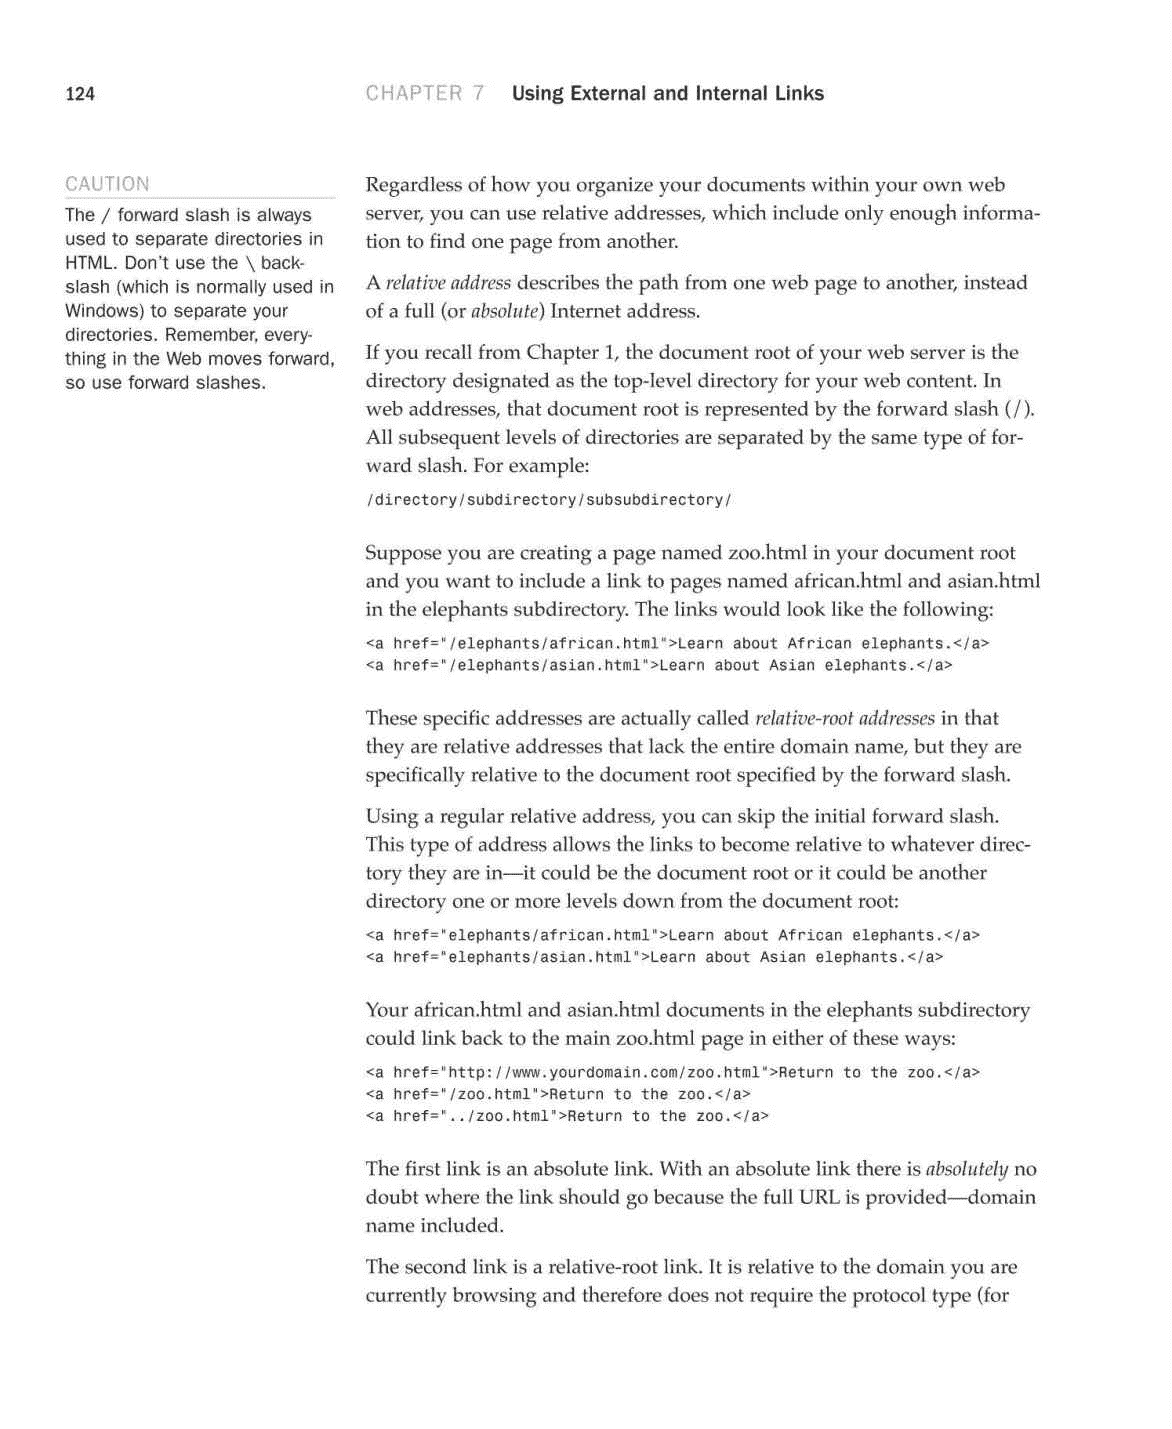 124
CHAPTER 7 Using External and Internal Links
CAUTION
The / forward slash is always
used to separate directories in
HTML. Don't use the \ back-
slash (which is normally used in
Windows) to separate your
directories. Remember, every-
thing in the Web moves forward,
so use forward slashes.
Regardless of how you organize your documents within your own web
server, you can use relative addresses, which include only enough informa-
tion to find one page from another.
A relative address describes the path from one web page to another, instead
of a full (or absolute) Internet address.
If you recall from Chapter 1, the document root of your web server is the
directory designated as the top-level directory for your web content. In
web addresses, that document root is represented by the forward slash (/).
All subsequent levels of directories are separated by the same type of for-
ward slash. For example:
/directory/subdirectory/subsubdirectory/
Suppose you are creating a page named zoo.html in your document root
and you want to include a link to pages named african.html and asian.html
in the elephants subdirectory. The links would look like the following:
<a href="/elephants/african.html">Learn about African elephants.</a>
<a href="/elephants/asian.html">Learn about Asian elephants.</a>
These specific addresses are actually called relative-root addresses in that
they are relative addresses that lack the entire domain name, but they are
specifically relative to the document root specified by the forward slash.
Using a regular relative address, you can skip the initial forward slash.
This type of address allows the links to become relative to whatever direc-
tory they are in—it could be the document root or it could be another
directory one or more levels down from the document root:
<a href="elephants/african.html">Learn about African elephants.</a>
<a href="elephants/asian.html">Learn about Asian elephants.</a>
Your african.html and asian.html documents in the elephants subdirectory
could link back to the main zoo.html page in either of these ways:
<a href="http://www.yourdomain.com/zoo.html">Return to the zoo.</a>
<a href="/zoo.html">Return to the zoo.</a>
<a href="../zoo.html">Return to the zoo.</a>
The first link is an absolute link. With an absolute link there is absolutely no
doubt where the link should go because the full URL is provided—domain
name included.
The second link is a relative-root link. It is relative to the domain you are
currently browsing and therefore does not require the protocol type (for